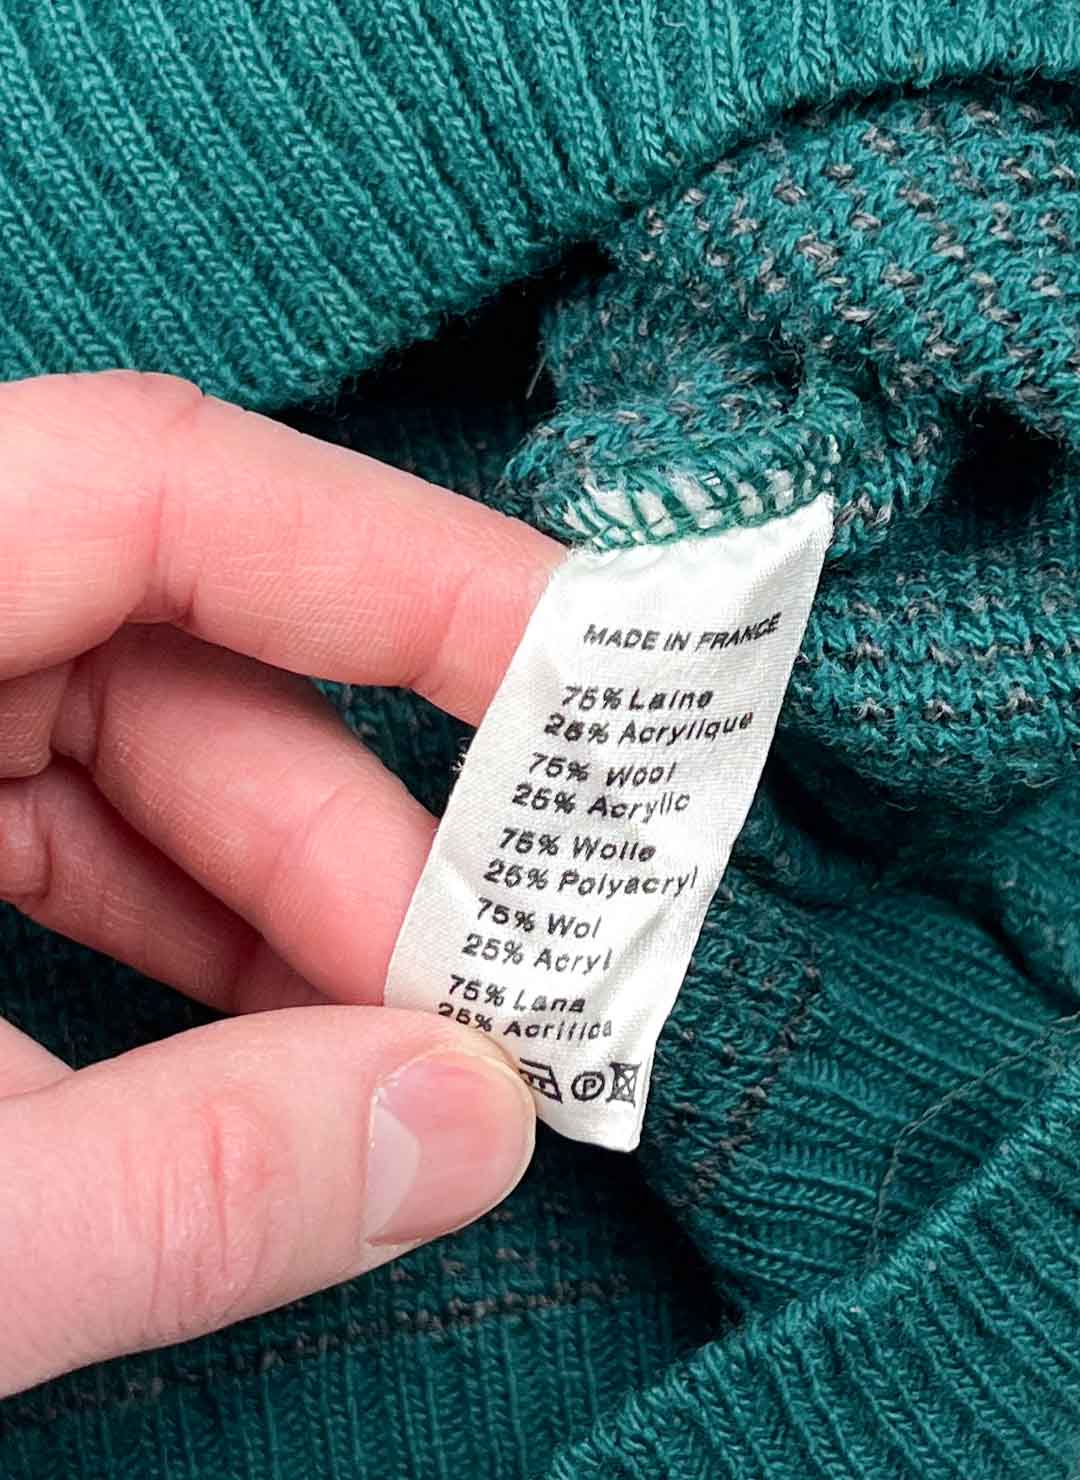 MADE IN FRANCE
75% Laine
25% Acrylique
75% Wool
25% Acrylic
75% Wolle
25% Polyacryl
75% Wol
25% Acryl
75% Lana
25% Acrilica
P